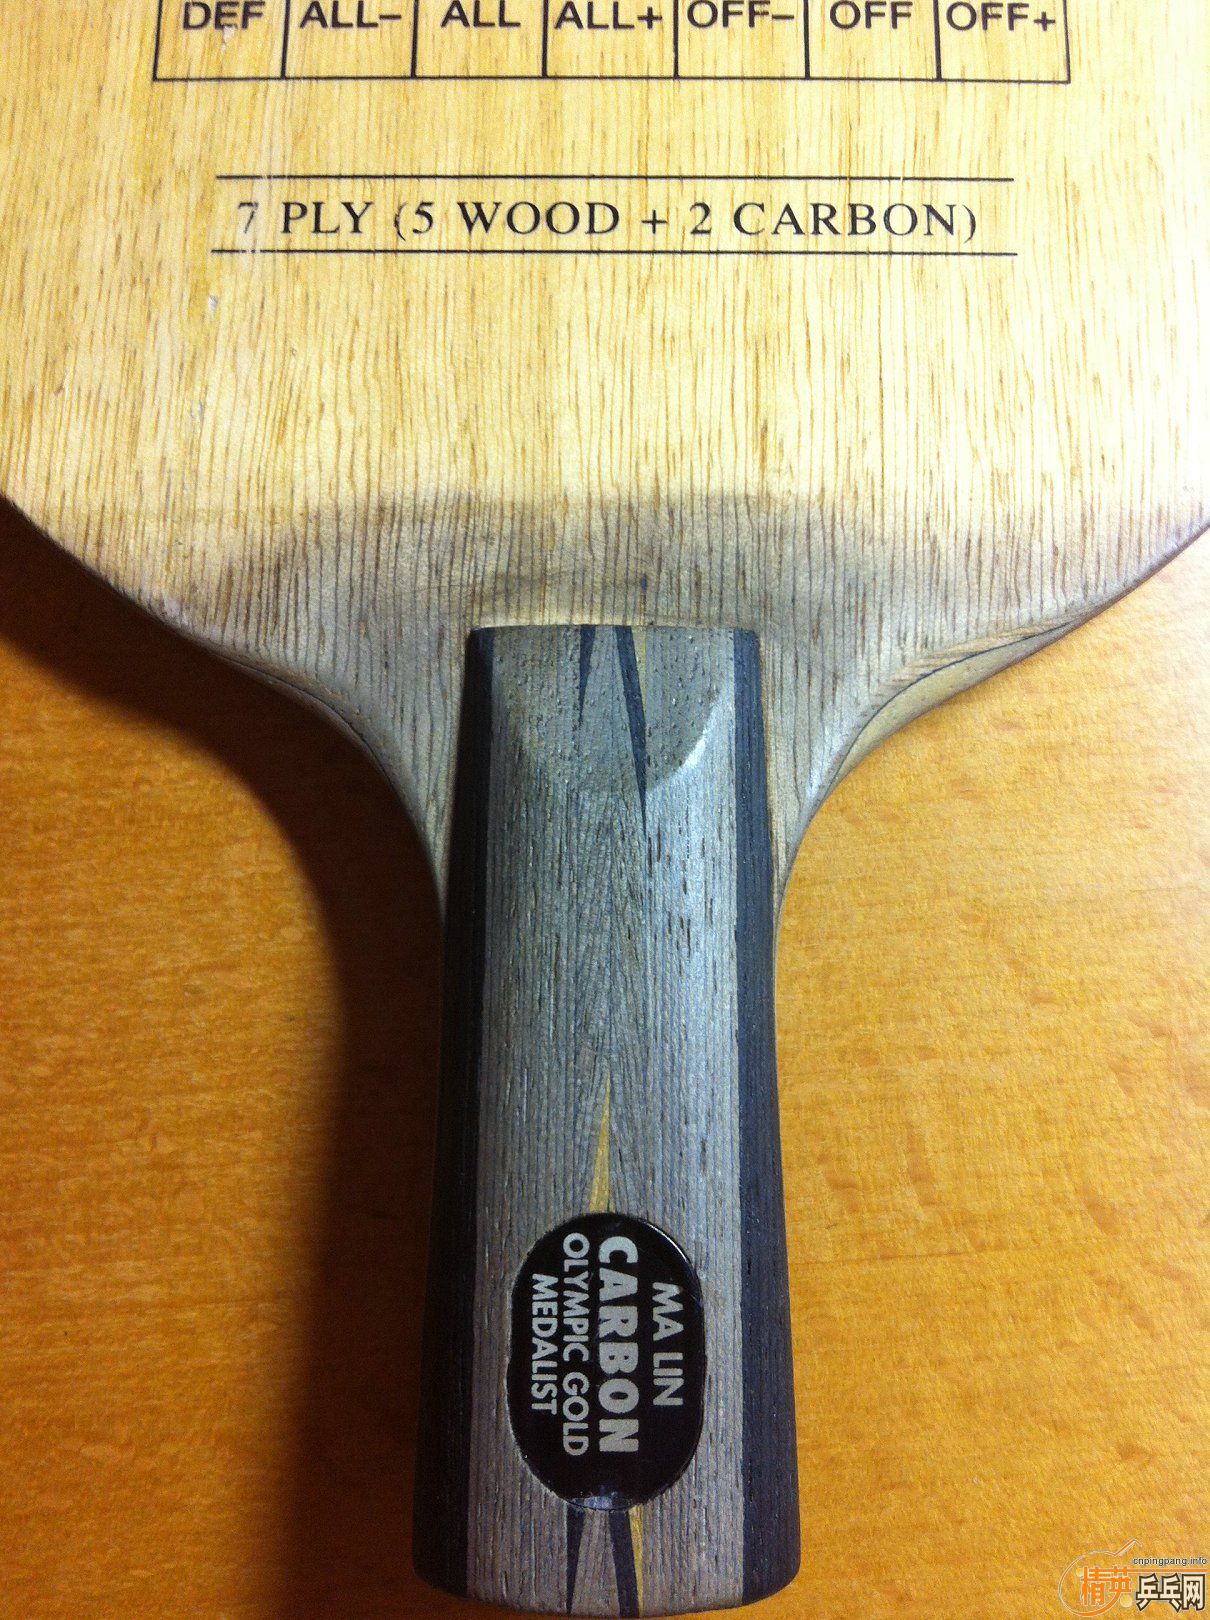 DEF ALL- ALL ALL+ OFF- OFF OFF+
7 PLY (5 WOOD + 2 CARBON)
MA LIN
CARBON
OLYMPIC GOLD
MEDALIST
cnpingpang.info
精英乒乓网